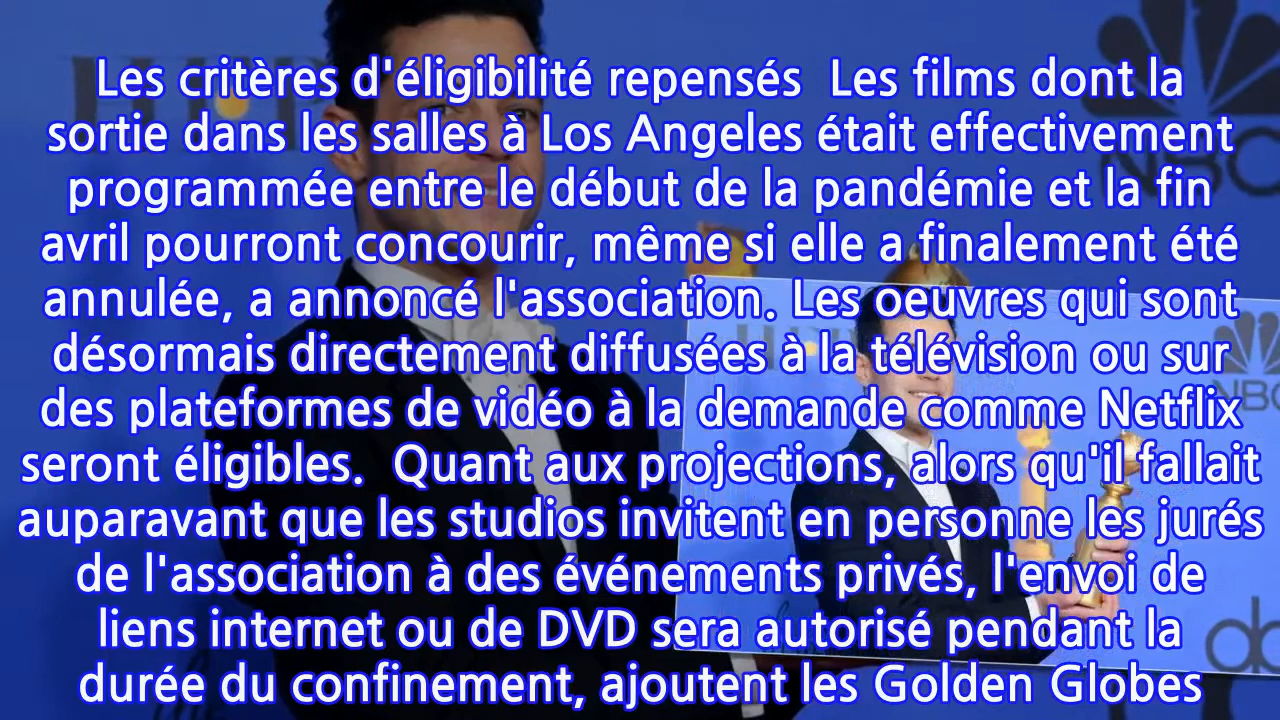 Les critères d'éligibilité repensés  Les films dont la
sortie dans les salles à Los Angeles était effectivement
programmée entre le début de la pandémie et la fin
avril pourront concourir, même si elle a finalement été
annulée, a annoncé l'association. Les oeuvres qui sont
désormais directement diffusées à la télévision ou sur
des plateformes de vidéo à la demande comme Netflix
seront éligibles.  Quant aux projections, alors qu'il fallait
auparavant que les studios invitent en personne les jurés
de l'association à des événements privés, l'envoi de
liens internet ou de DVD sera autorisé pendant la
durée du confinement, ajoutent les Golden Globes
NBC
NBC